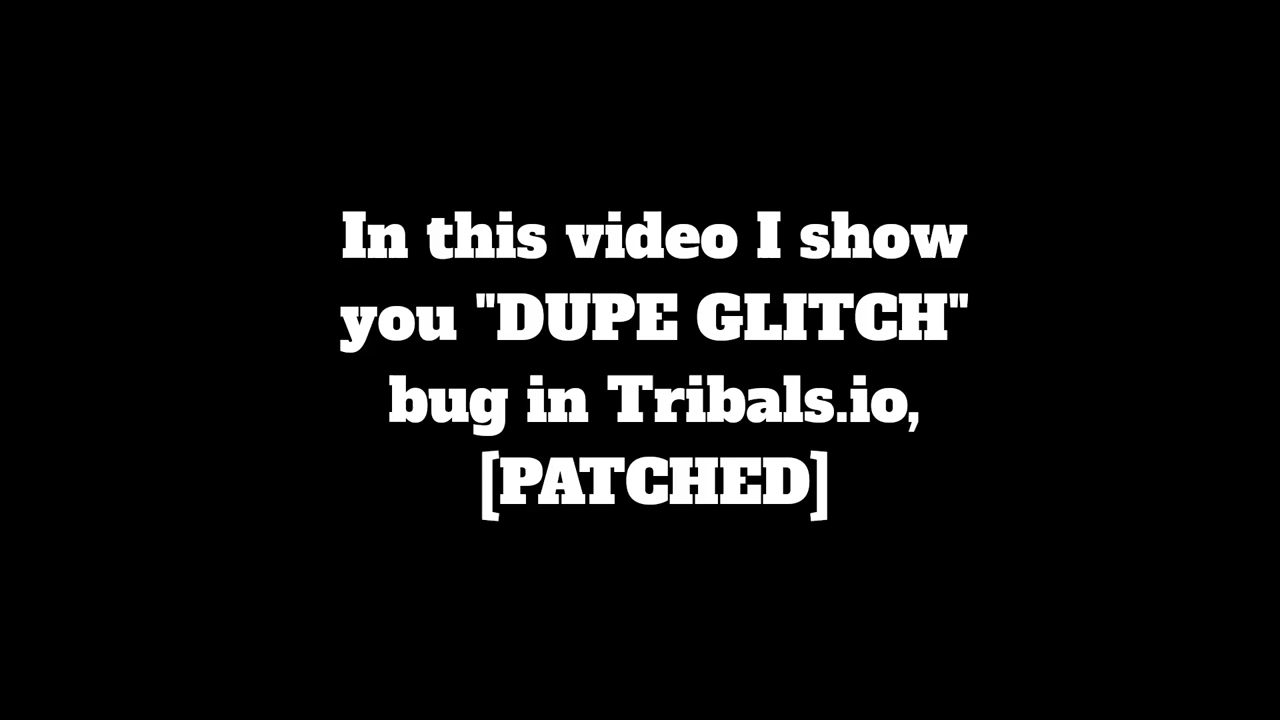 In this video I show
you "DUPE GLITCH"
bug in Tribals.io,
[PATCHED]